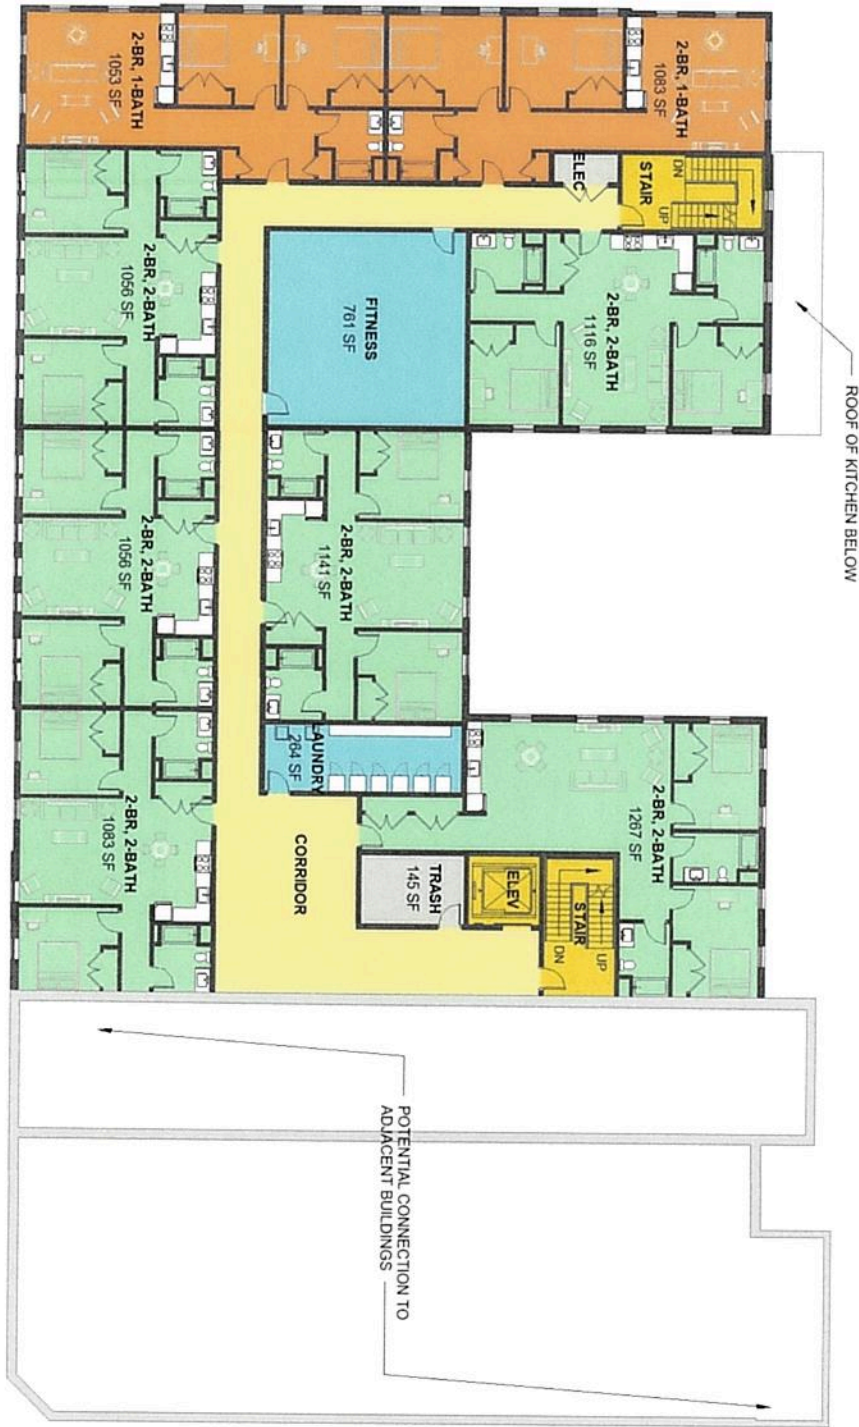 2-BR, 1-BATH
1053 SF
2-BR, 1-BATH
1083 SF
ELEC
STAIR
DN
UP
2-BR, 2-BATH
1056 SF
FITNESS
761 SF
2-BR, 2-BATH
1116 SF
ROOF OF KITCHEN BELOW
2-BR, 2-BATH
1056 SF
2-BR, 2-BATH
1141 SF
LAUNDRY
264 SF
2-BR, 2-BATH
1083 SF
CORRIDOR
2-BR, 2-BATH
1267 SF
TRASH
145 SF
ELEV
STAIR
UP
DN
POTENTIAL CONNECTION TO
ADJACENT BUILDINGS